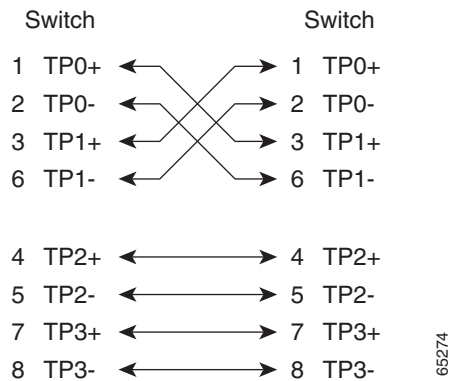 Switch Switch
1 TP0+ 1 TP0+
2 TP0- 2 TP0-
3 TP1+ 3 TP1+
6 TP1- 6 TP1-
4 TP2+ 4 TP2+
5 TP2- 5 TP2-
7 TP3+ 7 TP3+
8 TP3- 8 TP3-
65274